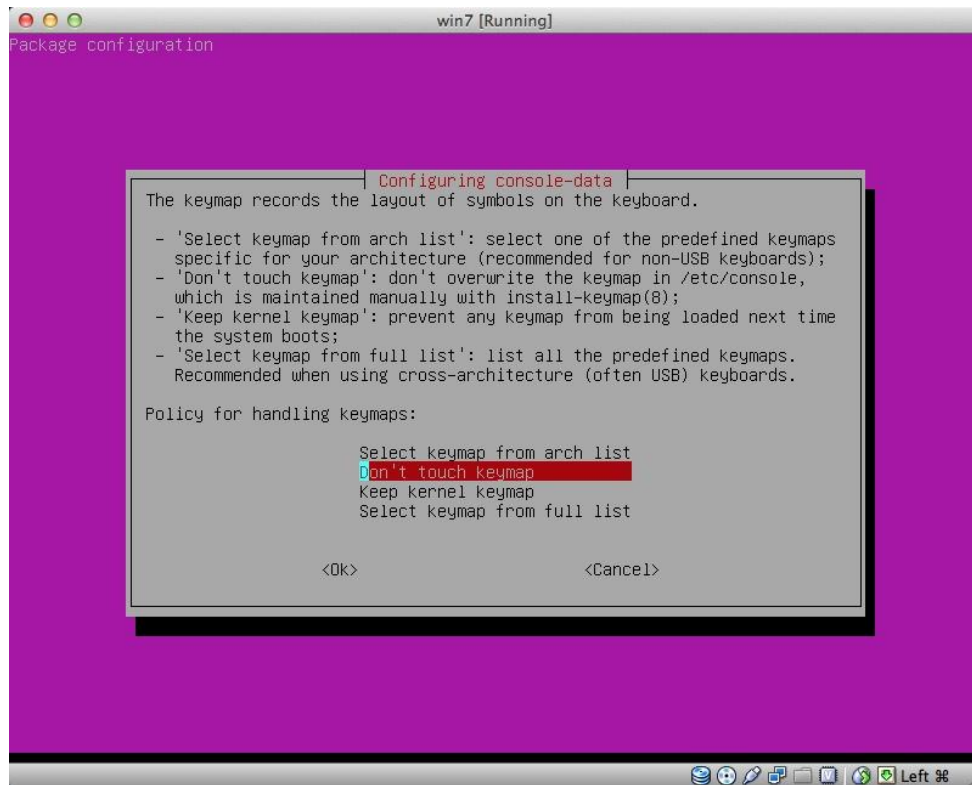 win7 [Running]
Package configuration
Configuring console-data
The keymap records the layout of symbols on the keyboard.
- 'Select keymap from arch list': select one of the predefined keymaps
specific for your architecture (recommended for non-USB keyboards);
- 'Don't touch keymap': don't overwrite the keymap in /etc/console,
which is maintained manually with install-keymap(8);
- 'Keep kernel keymap': prevent any keymap from being loaded next time
the system boots;
- 'Select keymap from full list': list all the predefined keymaps.
Recommended when using cross-architecture (often USB) keyboards.
Policy for handling keymaps:
Select keymap from arch list
Don't touch keymap
Keep kernel keymap
Select keymap from full list
<Ok> <Cancel>
Left ⌘